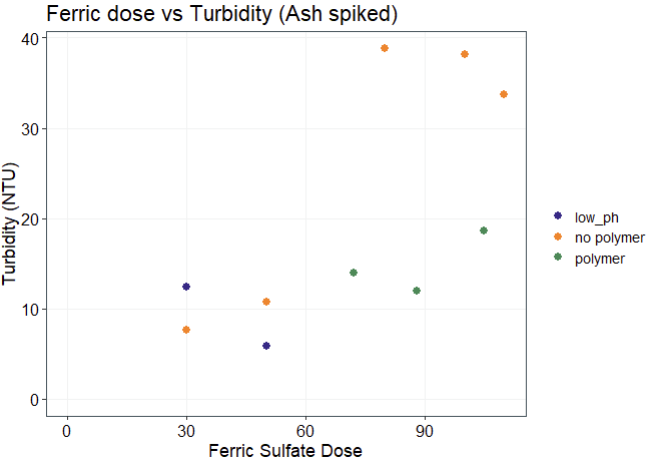 Ferric dose vs Turbidity (Ash spiked)
Turbidity (NTU)
40
30
20
10
0
0 30 60 90
Ferric Sulfate Dose
low_ph
no polymer
polymer